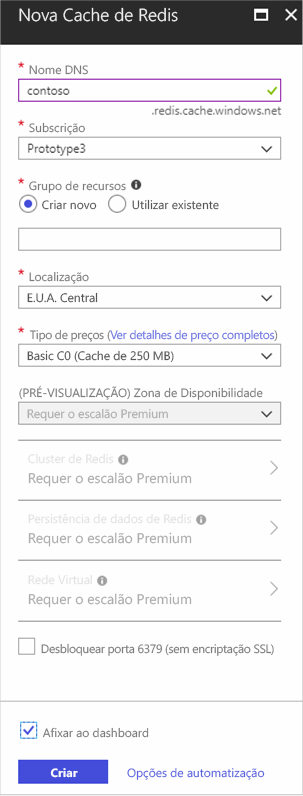 Nova Cache de Redis
* Nome DNS
contoso
.redis.cache.windows.net
* Subscrição
Prototype3
* Grupo de recursos
Criar novo Utilizar existente
* Localização
E.U.A. Central
* Tipo de preços (Ver detalhes de preço completos)
Basic C0 (Cache de 250 MB)
(PRÉ-VISUALIZAÇÃO) Zona de Disponibilidade
Requer o escalão Premium
Cluster de Redis
Requer o escalão Premium
Persistência de dados de Redis
Requer o escalão Premium
Rede Virtual
Requer o escalão Premium
Desbloquear porta 6379 (sem encriptação SSL)
Afixar ao dashboard
Criar Opções de automatização